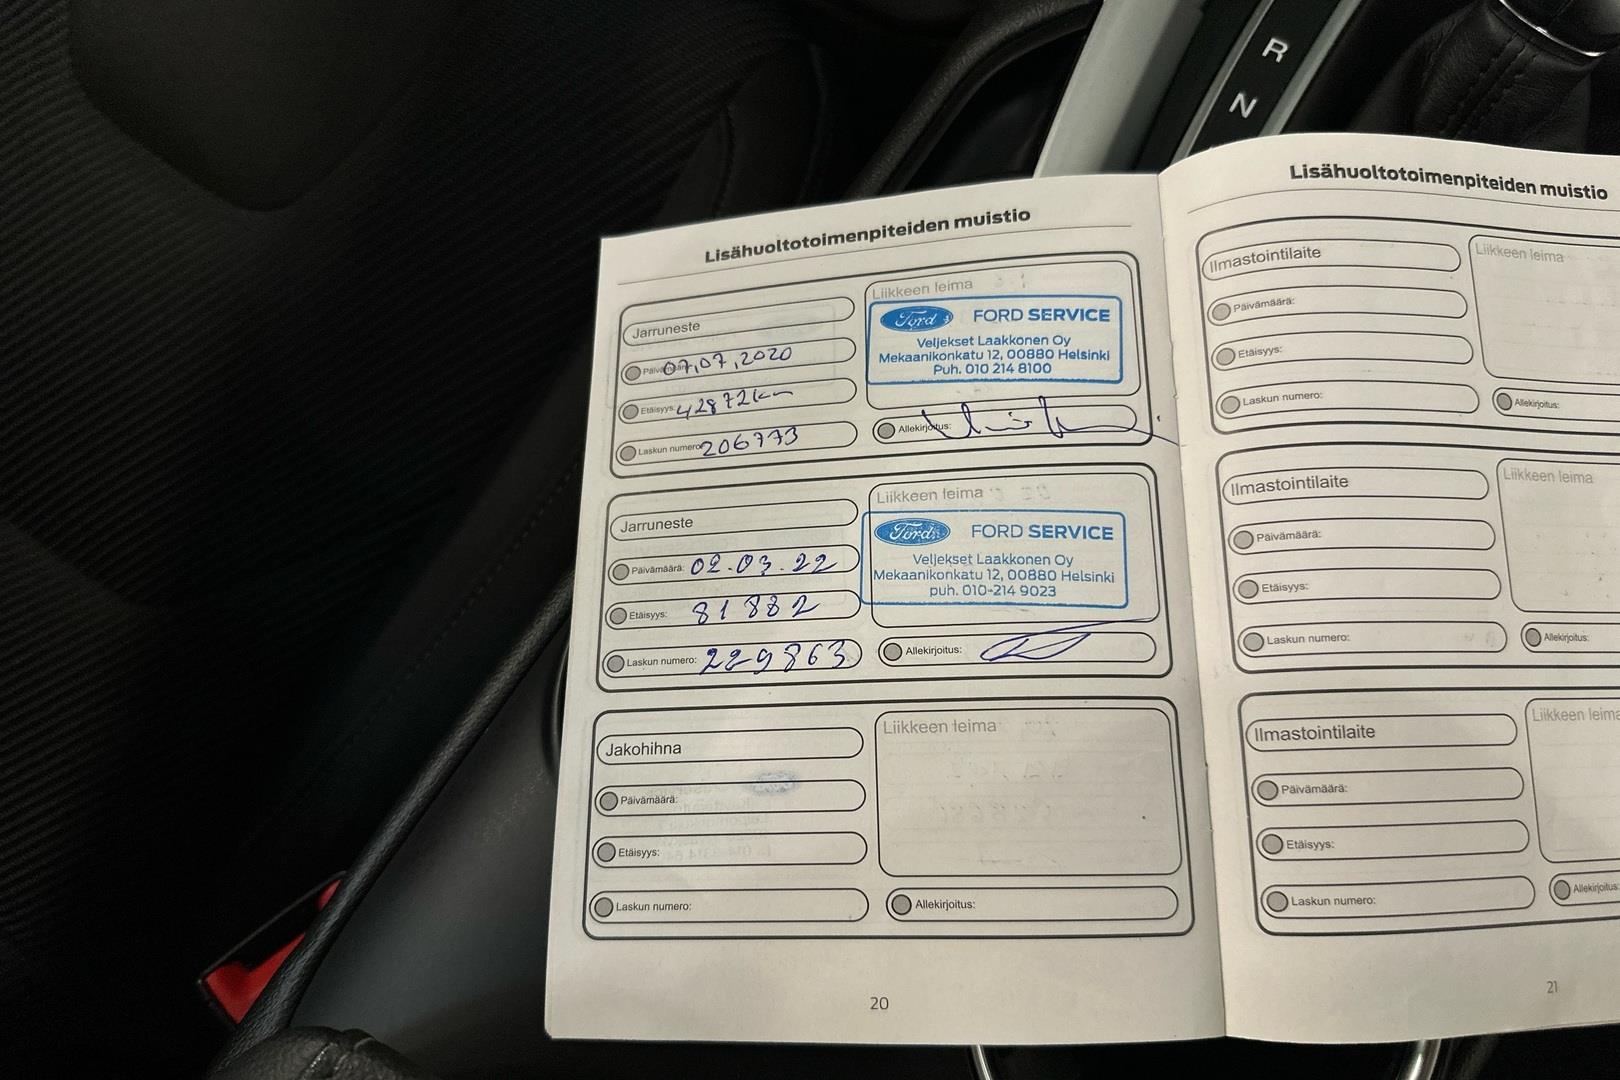 R
N
Lisähuoltotoimenpiteiden muistio
Jarruneste
Päivämäärä: 07,07,2020
Etäisyys: 42872km
Laskun numero: 206773
Liikkeen leima
Ford
FORD SERVICE
Veljekset Laakkonen Oy
Mekaanikonkatu 12, 00880 Helsinki
Puh. 010 214 8100
Allekirjoitus:
Jarruneste
Päivämäärä: 02.03.22
Etäisyys: 81882
Laskun numero: 229863
Liikkeen leima
Ford
FORD SERVICE
Veljekset Laakkonen Oy
Mekaanikonkatu 12, 00880 Helsinki
puh. 010-214 9023
Allekirjoitus:
Jakohihna
Päivämäärä:
Etäisyys:
Laskun numero:
Liikkeen leima
Allekirjoitus:
20
Lisähuoltotoimenpiteiden muistio
Ilmastointilaite
Päivämäärä:
Etäisyys:
Laskun numero:
Liikkeen leima
Allekirjoitus:
Ilmastointilaite
Päivämäärä:
Etäisyys:
Laskun numero:
Liikkeen leima
Allekirjoitus:
Ilmastointilaite
Päivämäärä:
Etäisyys:
Laskun numero:
Liikkeen leima
Allekirjoitus:
21